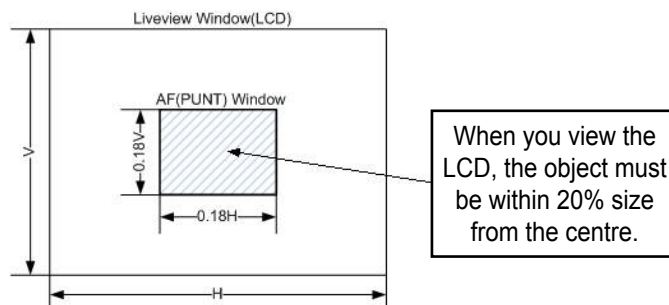 Liveview Window(LCD)
AF(PUNT) Window
V
0.18V
0.18H
H
When you view the
LCD, the object must
be within 20% size
from the centre.